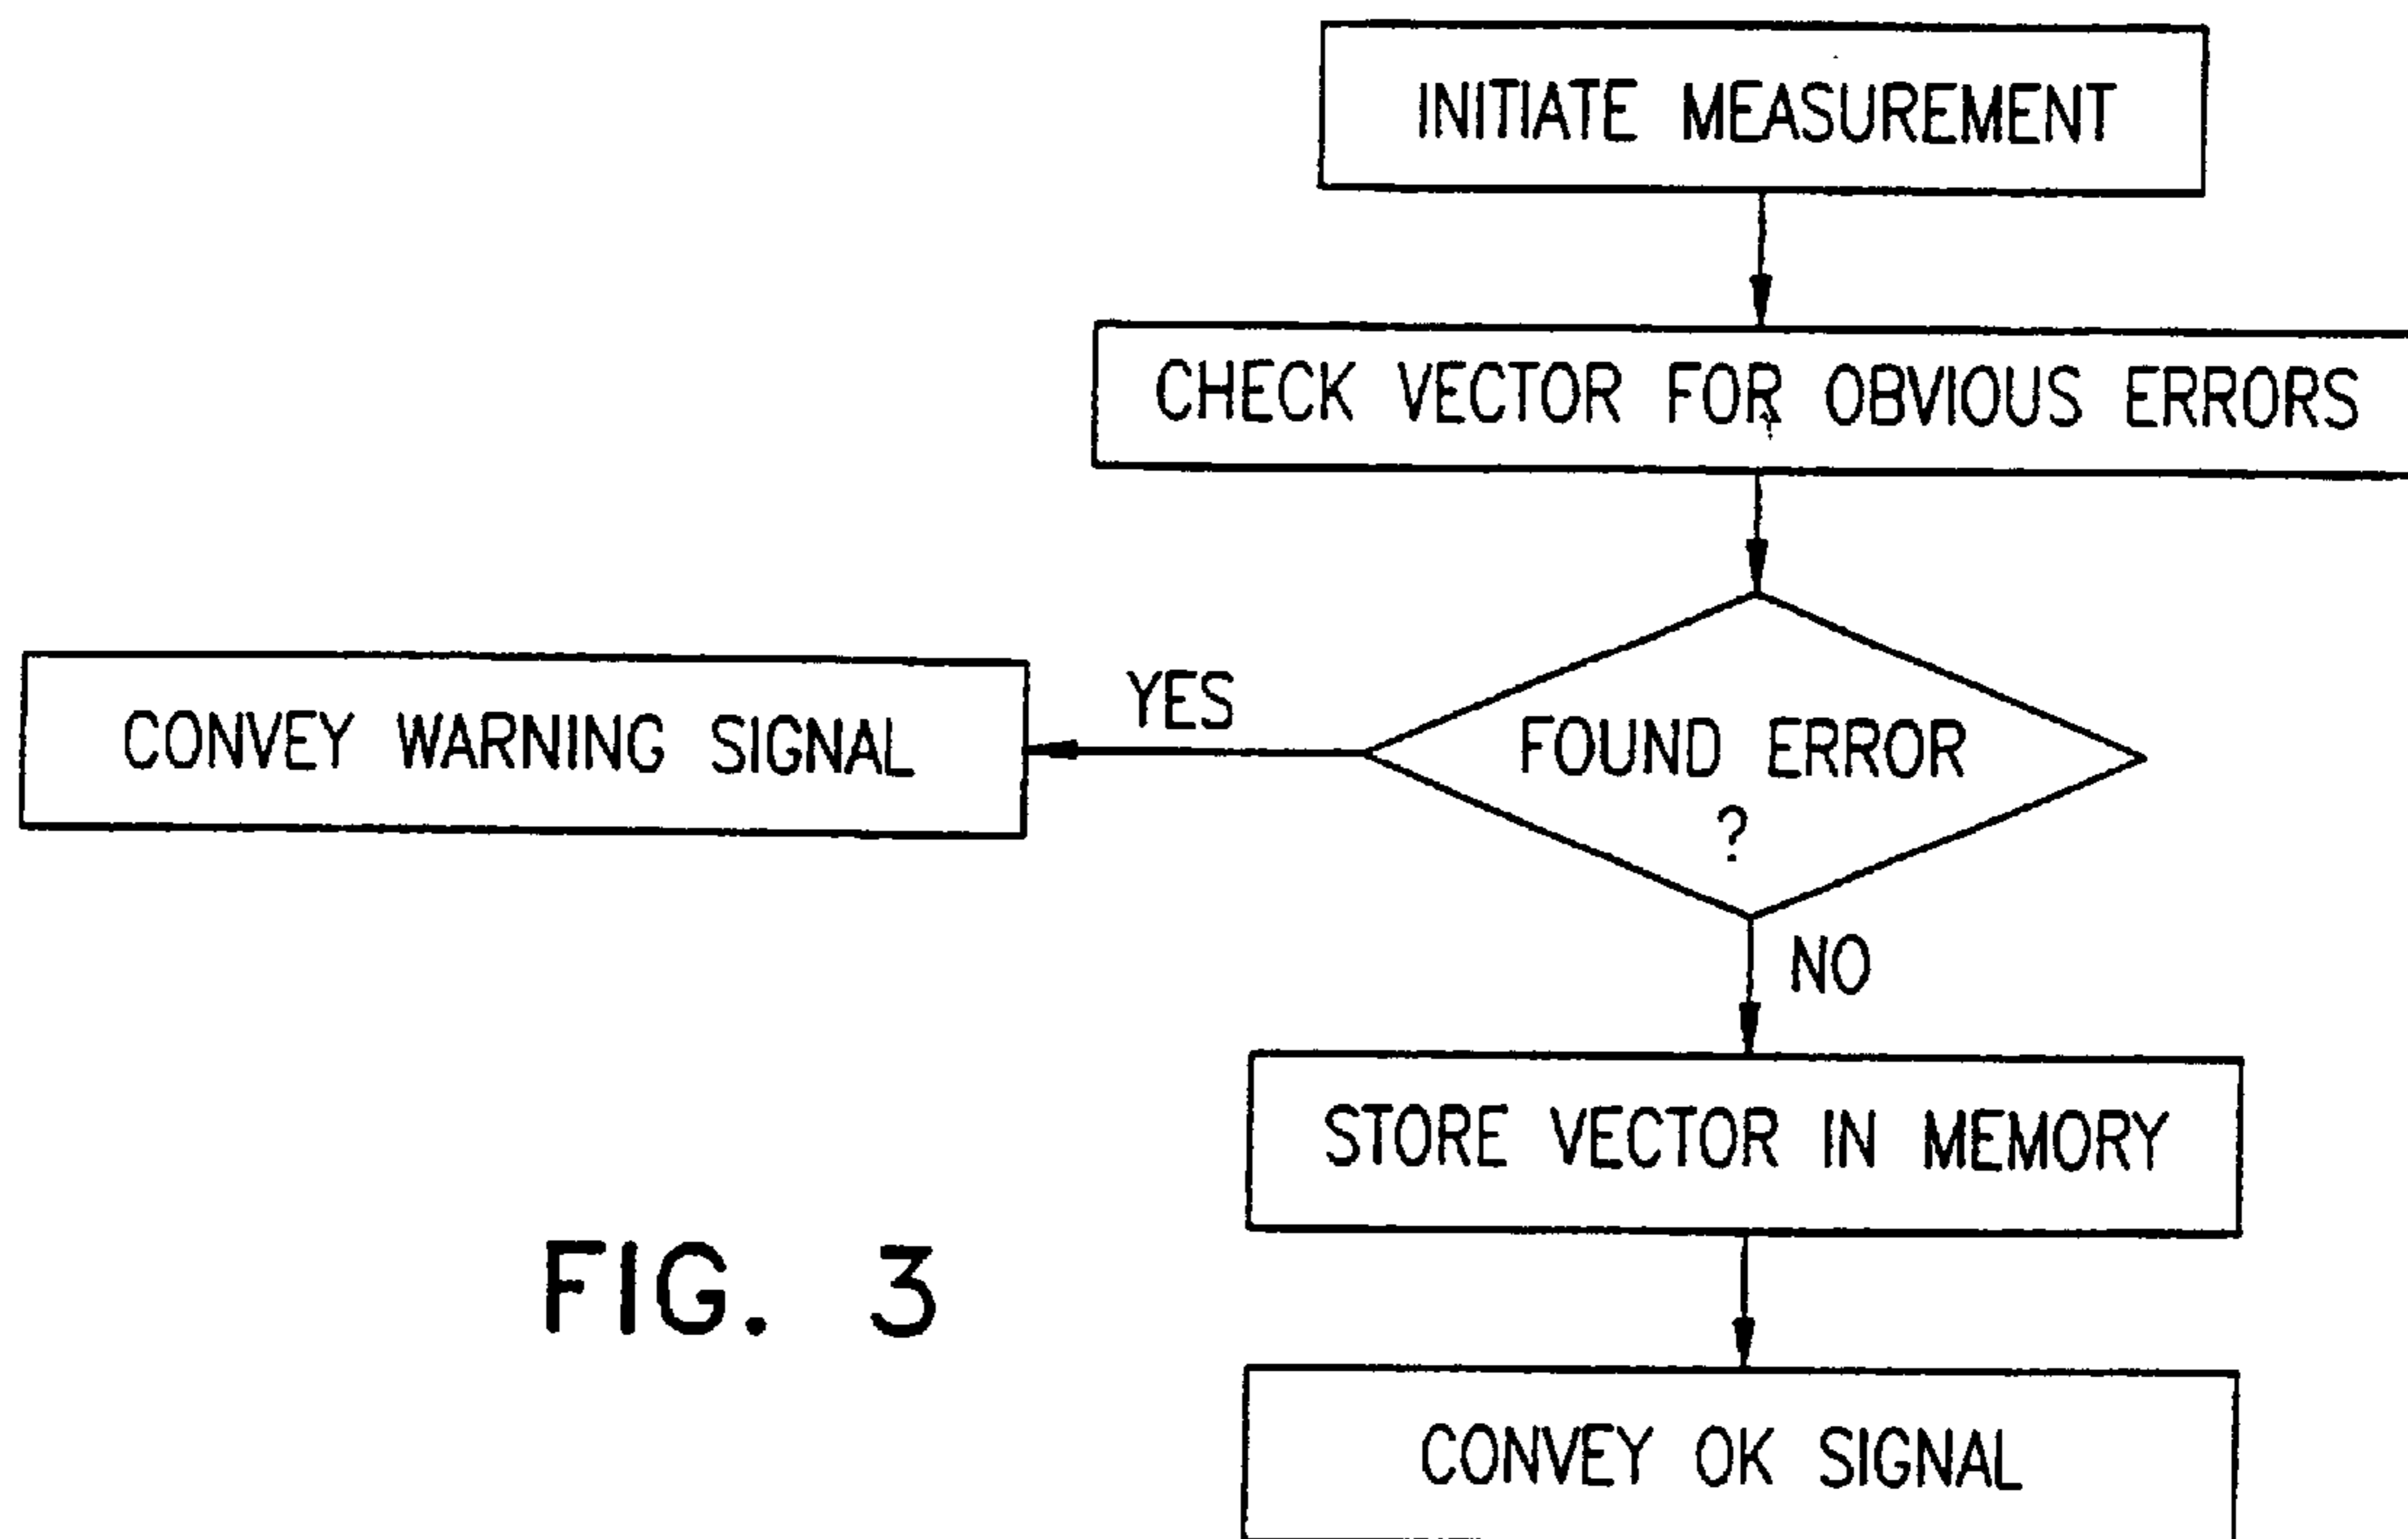 INITIATE MEASUREMENT
CHECK VECTOR FOR OBVIOUS ERRORS
FOUND ERROR
?
YES
CONVEY WARNING SIGNAL
NO
STORE VECTOR IN MEMORY
CONVEY OK SIGNAL
FIG. 3